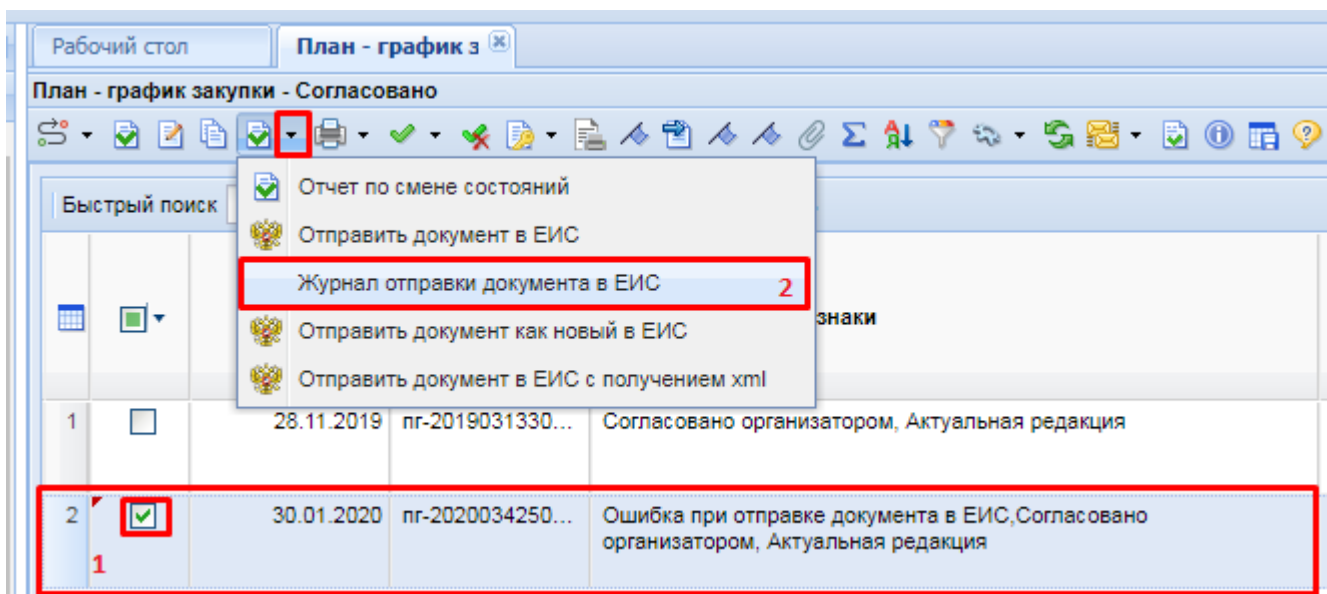 Рабочий стол
План - график з
План - график закупки - Согласовано
Быстрый поиск
Отчет по смене состояний
Отправить документ в ЕИС
Журнал отправки документа в ЕИС 2
Отправить документ как новый в ЕИС
Отправить документ в ЕИС с получением xml
знаки
1 28.11.2019 пг-2019031330... Согласовано организатором, Актуальная редакция
2 30.01.2020 пг-2020034250... Ошибка при отправке документа в ЕИС,Согласовано
организатором, Актуальная редакция
1